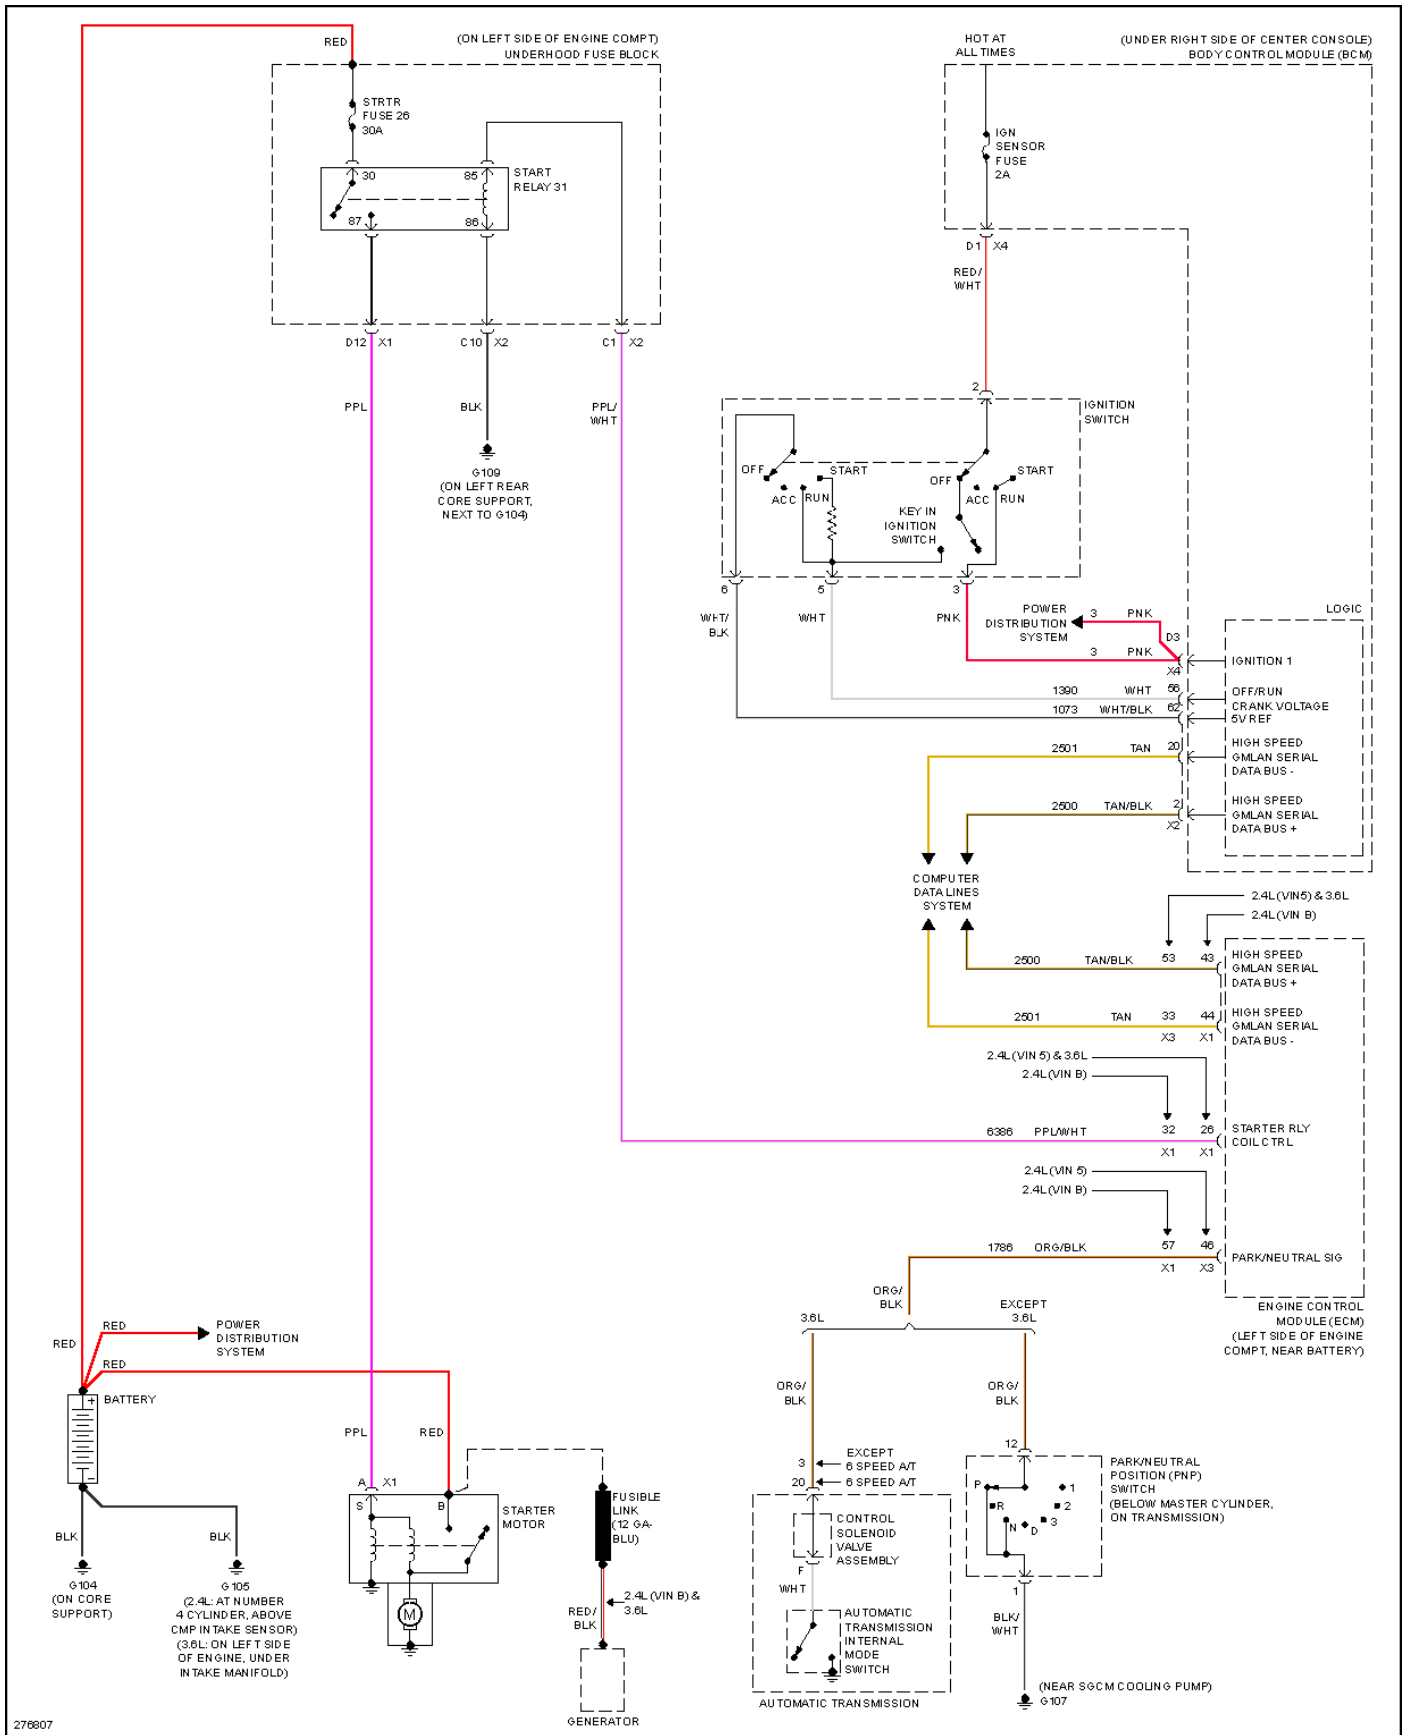 RED
(ON LEFT SIDE OF ENGINE COMPT)
UNDERHOOD FUSE BLOCK
STRTR
FUSE 26
30A
30
85
START
RELAY 31
87
86
D12
X1
C10
X2
C1
X2
PPL
BLK
PPL/
WHT
G109
(ON LEFT REAR
CORE SUPPORT,
NEXT TO G104)
HOT AT
ALL TIMES
(UNDER RIGHT SIDE OF CENTER CONSOLE)
BODY CONTROL MODULE (BCM)
IGN
SENSOR
FUSE
2A
D1
X4
RED/
WHT
2
IGNITION
SWITCH
OFF
START
ACC
RUN
OFF
START
ACC
RUN
KEY IN
IGNITION
SWITCH
6
5
3
WHT/
BLK
WHT
PNK
POWER
DISTRIBUTION
SYSTEM
3
PNK
D3
LOGIC
3
PNK
X4
IGNITION 1
1390
WHT
56
OFF/RUN
CRANK VOLTAGE
1073
WHT/BLK
62
5V REF
2501
TAN
20
HIGH SPEED
GMLAN SERIAL
DATA BUS -
2500
TAN/BLK
2
X2
HIGH SPEED
GMLAN SERIAL
DATA BUS +
COMPUTER
DATA LINES
SYSTEM
2.4L (VIN5) & 3.6L
2.4L (VIN B)
2500
TAN/BLK
53
43
HIGH SPEED
GMLAN SERIAL
DATA BUS +
2501
TAN
33
44
X3
X1
HIGH SPEED
GMLAN SERIAL
DATA BUS -
2.4L (VIN 5) & 3.6L
2.4L (VIN B)
6386
PPL/WHT
32
26
X1
X1
STARTER RLY
COIL CTRL
2.4L (VIN 5)
2.4L (VIN B)
1786
ORG/BLK
57
46
X1
X3
PARK/NEUTRAL SIG
ENGINE CONTROL
MODULE (ECM)
(LEFT SIDE OF ENGINE
COMPT, NEAR BATTERY)
ORG/
BLK
3.6L
EXCEPT
3.6L
ORG/
BLK
ORG/
BLK
RED
RED
POWER
DISTRIBUTION
SYSTEM
RED
+
BATTERY
-
BLK
BLK
G104
(ON CORE
SUPPORT)
G105
(2.4L: AT NUMBER
4 CYLINDER, ABOVE
CMP INTAKE SENSOR)
(3.6L: ON LEFT SIDE
OF ENGINE, UNDER
INTAKE MANIFOLD)
PPL
RED
A
X1
S
B
STARTER
MOTOR
M
FUSIBLE
LINK
(12 GA-
BLU)
RED/
BLK
2.4L (VIN B) &
3.6L
GENERATOR
3
EXCEPT
6 SPEED A/T
20
6 SPEED A/T
CONTROL
SOLENOID
VALVE
ASSEMBLY
F
WHT
AUTOMATIC
TRANSMISSION
INTERNAL
MODE
SWITCH
AUTOMATIC TRANSMISSION
12
PARK/NEUTRAL
POSITION (PNP)
SWITCH
(BELOW MASTER CYLINDER,
ON TRANSMISSION)
P
1
R
2
N
D
3
1
BLK/
WHT
(NEAR SGCM COOLING PUMP)
G107
276807